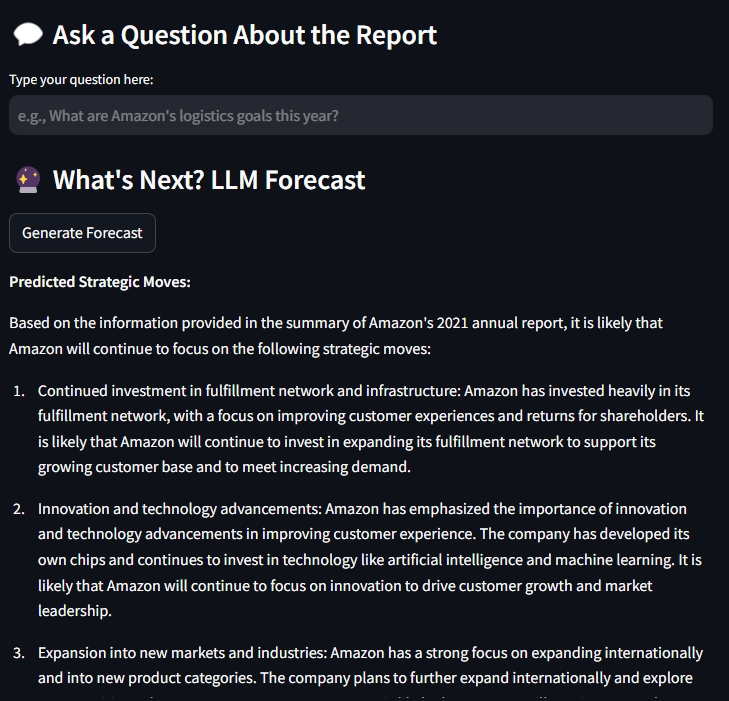 Ask a Question About the Report
Type your question here:
e.g., What are Amazon's logistics goals this year?
What's Next? LLM Forecast
Generate Forecast
Predicted Strategic Moves:
Based on the information provided in the summary of Amazon's 2021 annual report, it is likely that
Amazon will continue to focus on the following strategic moves:
1. Continued investment in fulfillment network and infrastructure: Amazon has invested heavily in its
fulfillment network, with a focus on improving customer experiences and returns for shareholders. It
is likely that Amazon will continue to invest in expanding its fulfillment network to support its
growing customer base and to meet increasing demand.
2. Innovation and technology advancements: Amazon has emphasized the importance of innovation
and technology advancements in improving customer experience. The company has developed its
own chips and continues to invest in technology like artificial intelligence and machine learning. It is
likely that Amazon will continue to focus on innovation to drive customer growth and market
leadership.
3. Expansion into new markets and industries: Amazon has a strong focus on expanding internationally
and into new product categories. The company plans to further expand internationally and explore